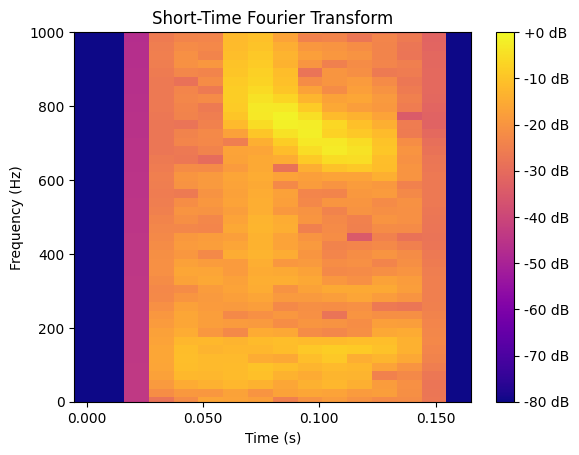 Short-Time Fourier Transform
Frequency (Hz)
1000
800
600
400
200
0
0.000
0.050
0.100
0.150
Time (s)
+0 dB
-10 dB
-20 dB
-30 dB
-40 dB
-50 dB
-60 dB
-70 dB
-80 dB